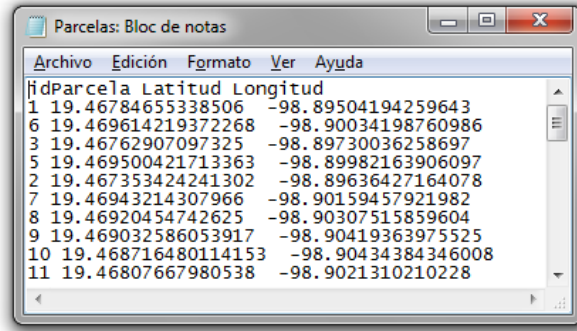 Parcelas: Bloc de notas
Archivo Edición Formato Ver Ayuda
idParcela Latitud Longitud
1 19.46784655338506 -98.89504194259643
6 19.469614219372268 -98.90034198760986
3 19.46762907097325 -98.89730036258697
5 19.469500421713363 -98.89982163906097
2 19.467353424241302 -98.89636427164078
7 19.46943214307966 -98.90159457921982
8 19.46920454742625 -98.90307515859604
9 19.469032586053917 -98.90419363975525
10 19.468716480114153 -98.90434384346008
11 19.46807667980538 -98.9021310210228